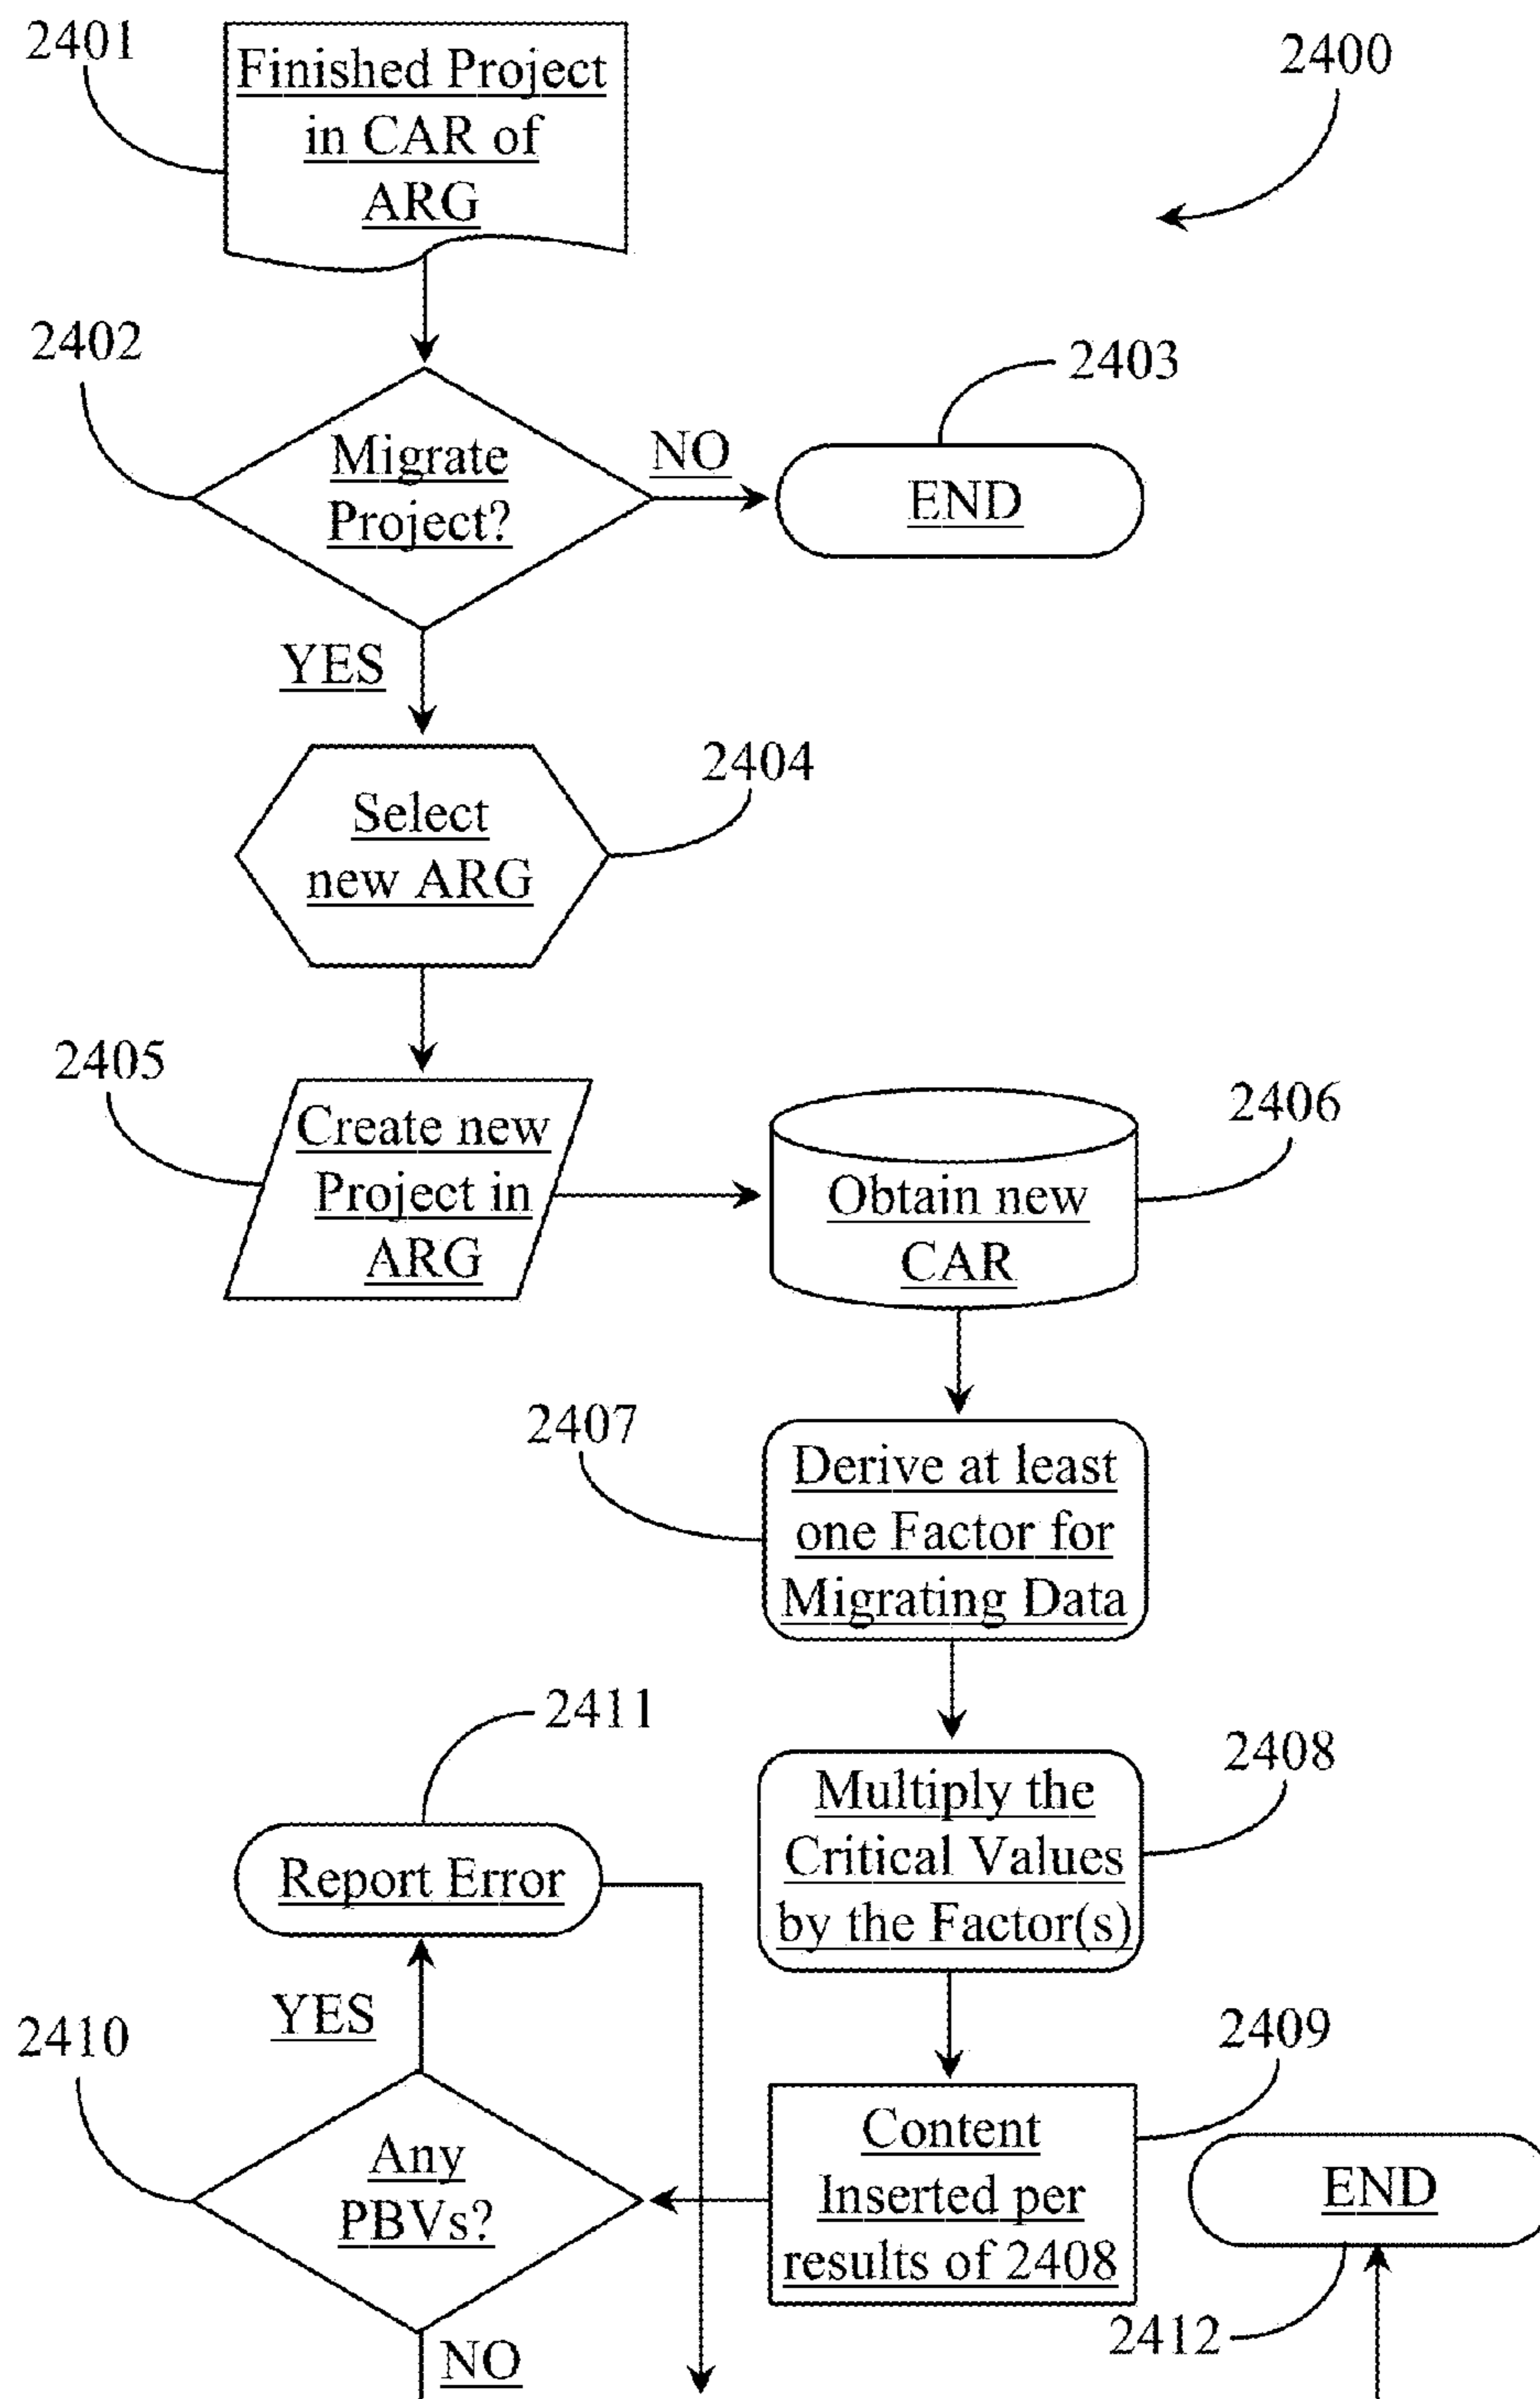 2401
Finished Project
in CAR of
ARG
2400
2402
Migrate
Project?
NO
2403
END
YES
Select
new ARG
2404
2405
Create new
Project in
ARG
2406
Obtain new
CAR
2407
Derive at least
one Factor for
Migrating Data
2411
Report Error
2408
Multiply the
Critical Values
by the Factor(s)
YES
2410
Any
PBVs?
2409
Content
Inserted per
results of 2408
END
2412
NO